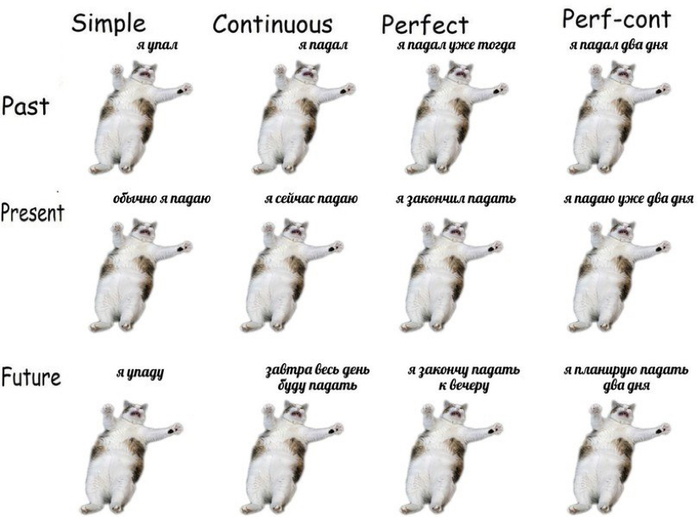 Simple Continuous Perfect Perf-cont
я упал я падал я падал уже тогда я падал два дня
Past
обычно я падаю я сейчас падаю я закончил падать я падаю уже два дня
Present
Future
я упаду
завтра весь день
буду падать
я закончу падать
к вечеру
я планирую падать
два дня